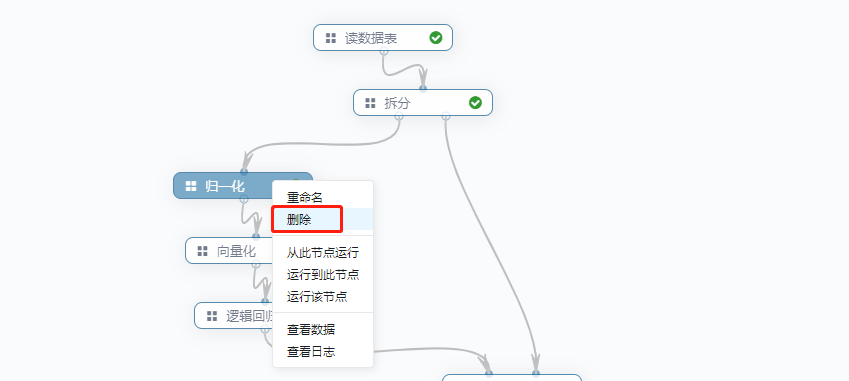 读数据表
拆分
归一化
重命名
删除
向量化
从此节点运行
运行到此节点
运行该节点
逻辑回归
查看数据
查看日志